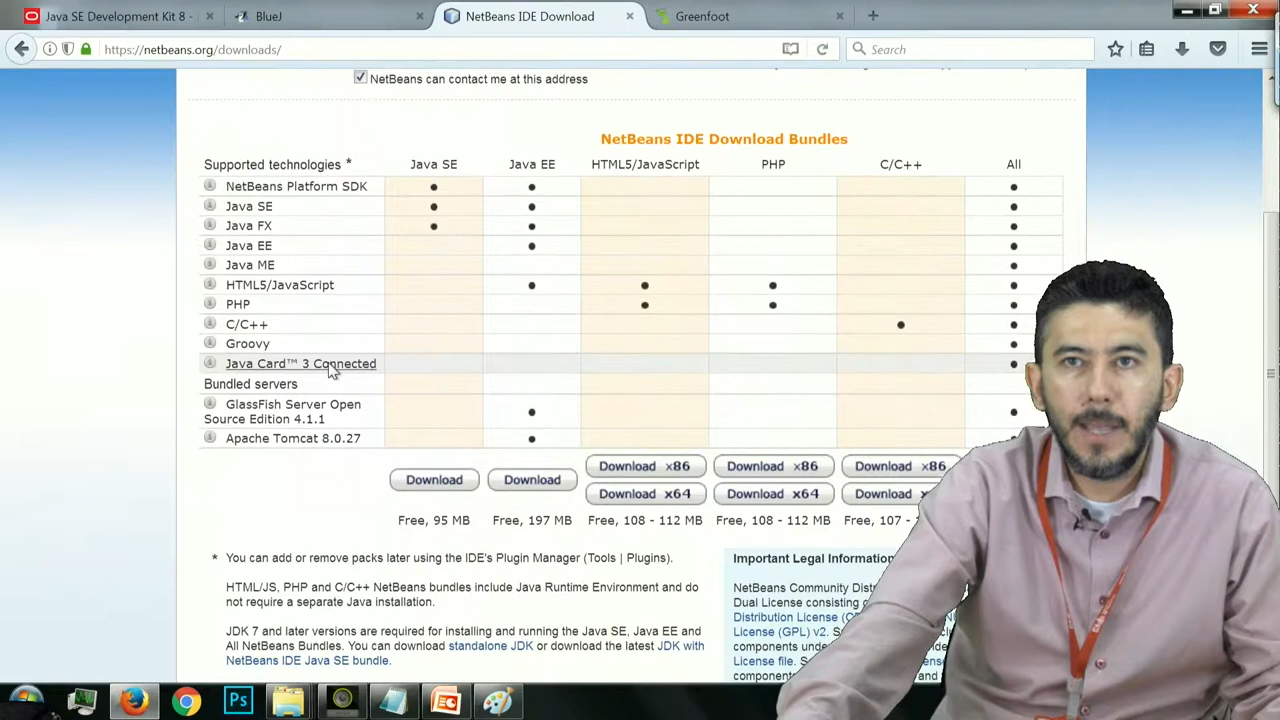 Java SE Development Kit 8 -
BlueJ
NetBeans IDE Download
Greenfoot
https://netbeans.org/downloads/
Search
NetBeans can contact me at this address
NetBeans IDE Download Bundles
Supported technologies * Java SE Java EE HTML5/JavaScript PHP C/C++ All
NetBeans Platform SDK
Java SE
Java FX
Java EE
Java ME
HTML5/JavaScript
PHP
C/C++
Groovy
Java Card™ 3 Connected
Bundled servers
GlassFish Server Open
Source Edition 4.1.1
Apache Tomcat 8.0.27
Download x86 Download x86 Download x86
Download Download
Download x64 Download x64 Download
Free, 95 MB Free, 197 MB Free, 108 - 112 MB Free, 108 - 112 MB Free, 107 -
* You can add or remove packs later using the IDE's Plugin Manager (Tools | Plugins).
HTML/JS, PHP and C/C++ NetBeans bundles include Java Runtime Environment and do
not require a separate Java installation.
JDK 7 and later versions are required for installing and running the Java SE, Java EE and
All NetBeans Bundles. You can download standalone JDK or download the latest JDK with
NetBeans IDE Java SE bundle.
Important Legal Information
NetBeans Community
Dual License consisting
Distribution License
License (GPL) v2.
components
License file.
components
Ps